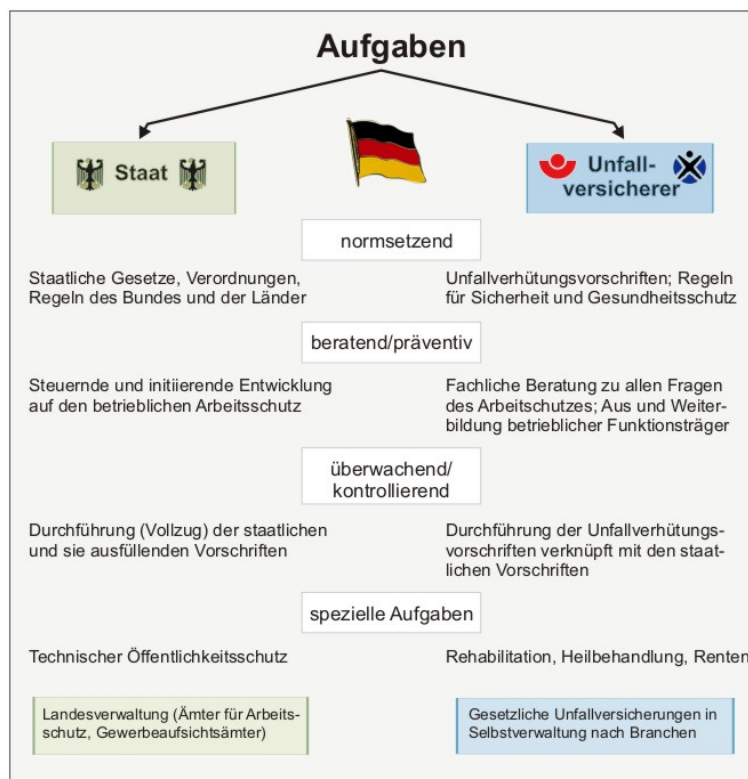 Aufgaben
Staat
Unfall-
versicherer
normsetzend
Staatliche Gesetze, Verordnungen,
Regeln des Bundes und der Länder
Unfallverhütungsvorschriften; Regeln
für Sicherheit und Gesundheitsschutz
beratend/präventiv
Steuernde und initiierende Entwicklung
auf den betrieblichen Arbeitsschutz
Fachliche Beratung zu allen Fragen
des Arbeitschutzes; Aus und Weiter-
bildung betrieblicher Funktionsträger
überwachend/
kontrollierend
Durchführung (Vollzug) der staatlichen
und sie ausfüllenden Vorschriften
Durchführung der Unfallverhütungs-
vorschriften verknüpft mit den staat-
lichen Vorschriften
spezielle Aufgaben
Technischer Öffentlichkeitsschutz
Rehabilitation, Heilbehandlung, Renten
Landesverwaltung (Ämter für Arbeits-
schutz, Gewerbeaufsichtsämter)
Gesetzliche Unfallversicherungen in
Selbstverwaltung nach Branchen